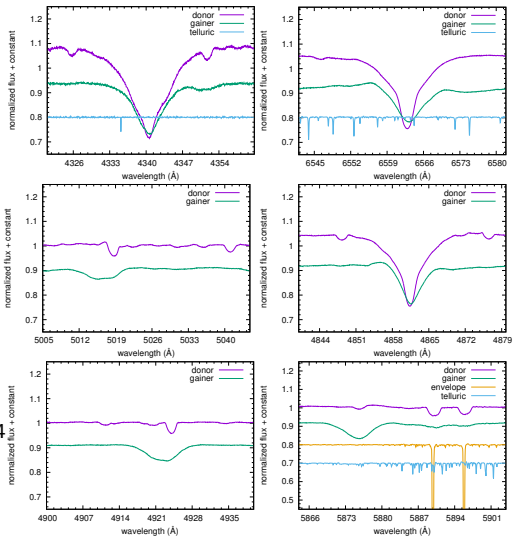 donor
gainer
telluric
normalized flux + constant
1.2
1.1
1
0.9
0.8
0.7
4326 4333 4340 4347 4354
wavelength (Å)
donor
gainer
telluric
normalized flux + constant
1.2
1.1
1
0.9
0.8
0.7
6545 6552 6559 6566 6573 6580
wavelength (Å)
donor
gainer
normalized flux + constant
1.2
1.1
1
0.9
0.8
0.7
5005 5012 5019 5026 5033 5040
wavelength (Å)
donor
gainer
normalized flux + constant
1.2
1.1
1
0.9
0.8
0.7
4844 4851 4858 4865 4872 4879
wavelength (Å)
donor
gainer
normalized flux + constant
1.2
1.1
1
0.9
0.8
0.7
4900 4907 4914 4921 4928 4935
wavelength (Å)
4
donor
gainer
envelope
telluric
normalized flux + constant
1.2
1.1
1
0.9
0.8
0.7
0.6
0.5
5866 5873 5880 5887 5894 5901
wavelength (Å)